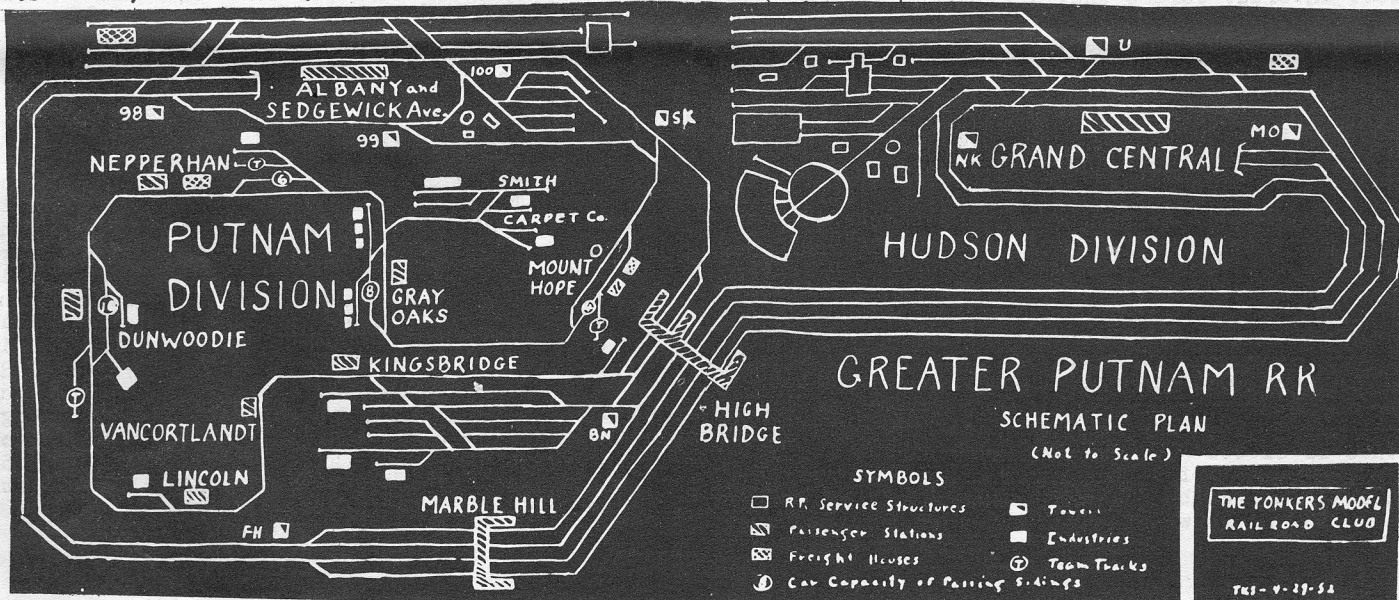 U
100
ALBANY and
SEDGEWICK Ave.
98
99
SK
NK
GRAND CENTRAL
MO
NEPPERHAN
T
6
SMITH
CARPET Co.
PUTNAM
DIVISION
HUDSON DIVISION
MOUNT
HOPE
8
GRAY
OAKS
T
DUNWOODIE
KINGSBRIDGE
T
GREATER PUTNAM RR
SCHEMATIC PLAN
(Not to Scale)
HIGH
BRIDGE
VANCORTLANDT
BN
LINCOLN
MARBLE HILL
FH
SYMBOLS
RR. Service Structures
Passenger Stations
Freight Houses
Car Capacity of Passing Sidings
Towers
Industries
T Team Tracks
THE YONKERS MODEL
RAIL ROAD CLUB